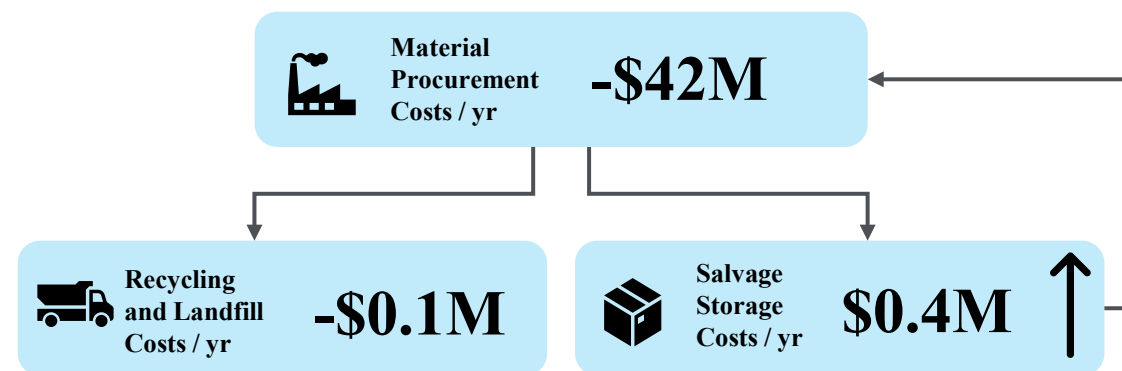 Material
Procurement
Costs / yr
-$42M
Recycling
and Landfill
Costs / yr
-$0.1M
Salvage
Storage
Costs / yr
$0.4M